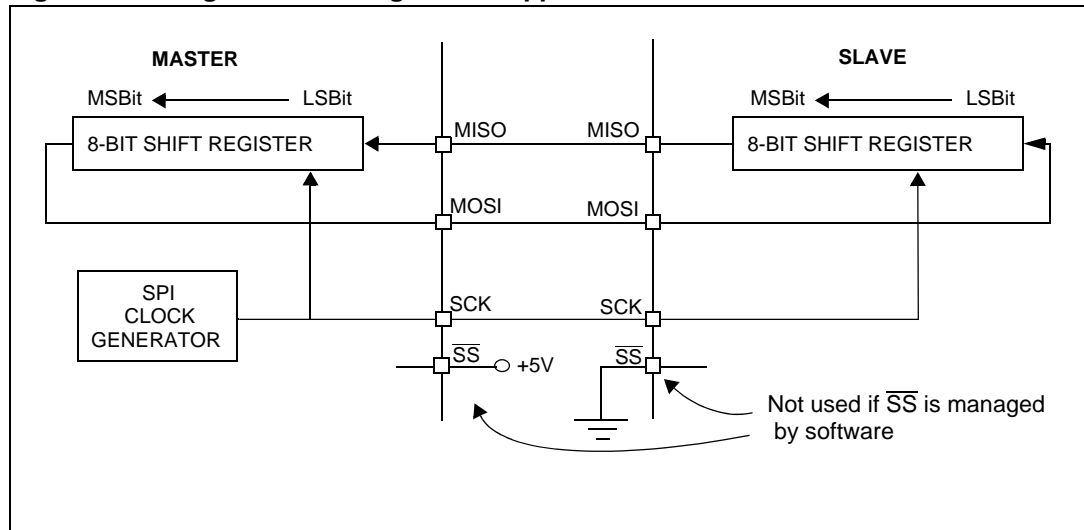 MASTER
SLAVE
MSBit
LSBit
MSBit
LSBit
8-BIT SHIFT REGISTER
MISO
MISO
8-BIT SHIFT REGISTER
MOSI
MOSI
SPI
CLOCK
GENERATOR
SCK
SCK
SS
+5V
SS
Not used if SS is managed
by software